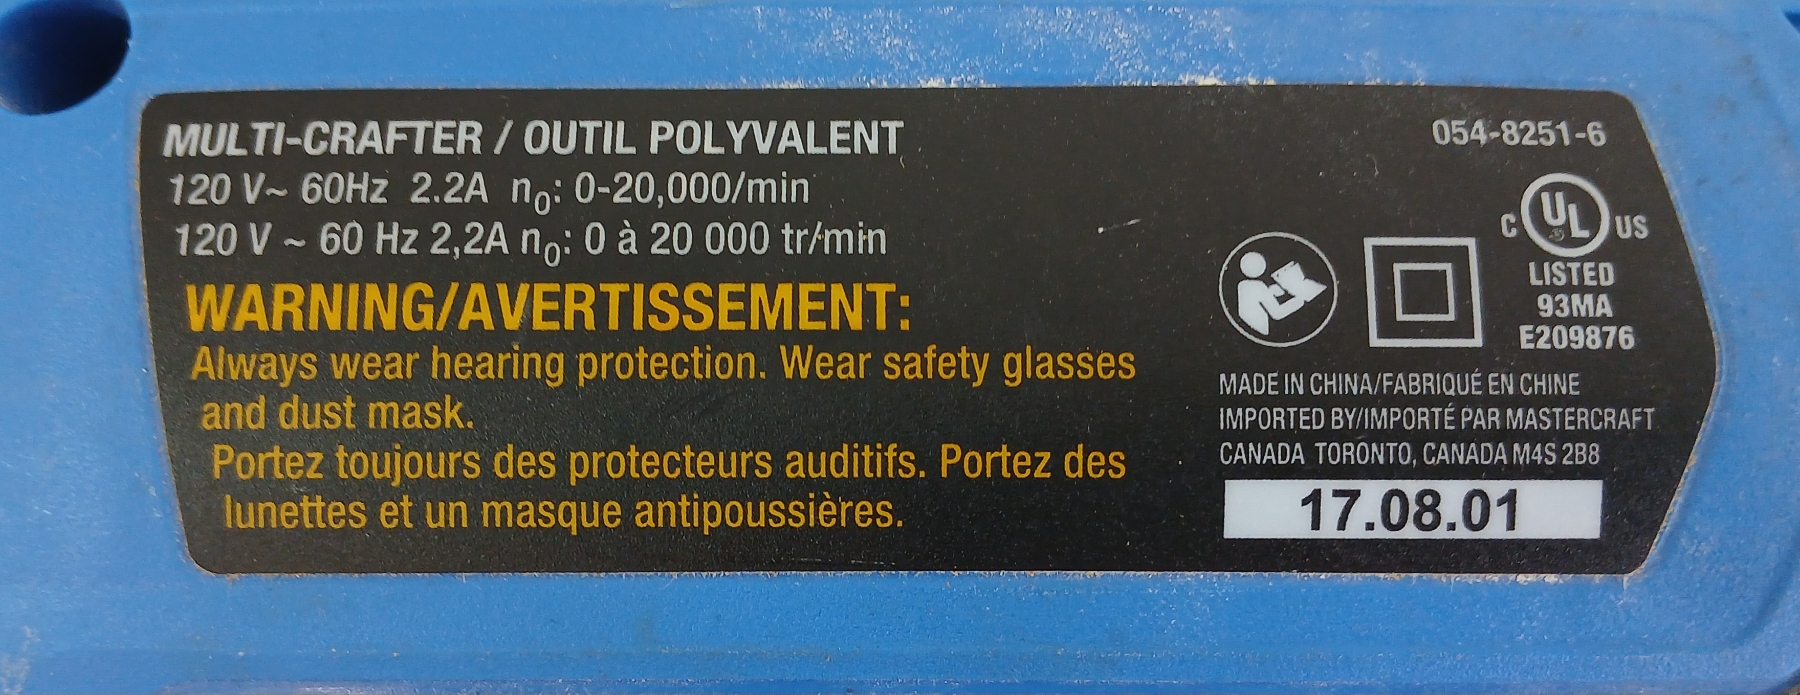 MULTI-CRAFTER / OUTIL POLYVALENT
054-8251-6
120 V~ 60Hz 2.2A n₀: 0-20,000/min
120 V ~ 60 Hz 2,2A n₀: 0 à 20 000 tr/min
WARNING/AVERTISSEMENT:
Always wear hearing protection. Wear safety glasses
and dust mask.
Portez toujours des protecteurs auditifs. Portez des
lunettes et un masque antipoussières.
C UL US
LISTED
93MA
E209876
MADE IN CHINA/FABRIQUÉ EN CHINE
IMPORTED BY/IMPORTÉ PAR MASTERCRAFT
CANADA TORONTO, CANADA M4S 2B8
17.08.01